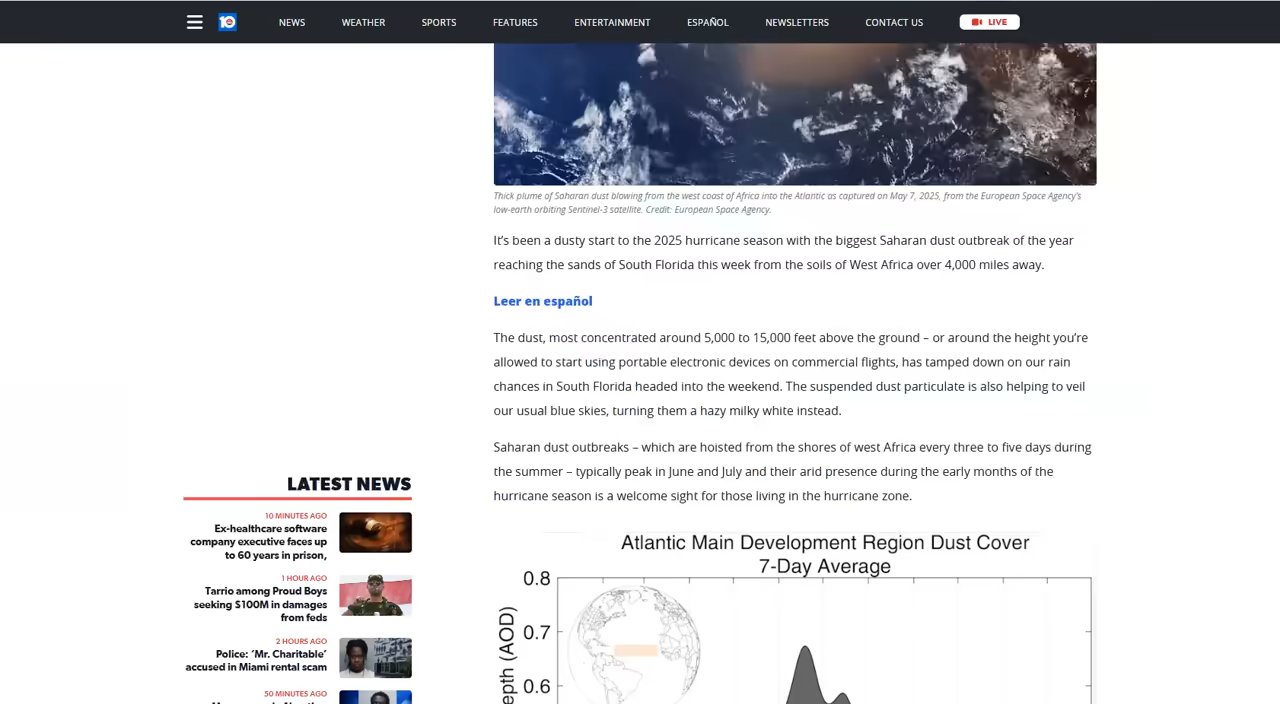 10
NEWS
WEATHER
SPORTS
FEATURES
ENTERTAINMENT
ESPAÑOL
NEWSLETTERS
CONTACT US
LIVE
Thick plume of Saharan dust blowing from the west coast of Africa into the Atlantic as captured on May 7, 2025, from the European Space Agency's
low-earth orbiting Sentinel-3 satellite. Credit: European Space Agency.
It's been a dusty start to the 2025 hurricane season with the biggest Saharan dust outbreak of the year
reaching the sands of South Florida this week from the soils of West Africa over 4,000 miles away.
Leer en español
The dust, most concentrated around 5,000 to 15,000 feet above the ground – or around the height you're
allowed to start using portable electronic devices on commercial flights, has tamped down on our rain
chances in South Florida headed into the weekend. The suspended dust particulate is also helping to veil
our usual blue skies, turning them a hazy milky white instead.
Saharan dust outbreaks – which are hoisted from the shores of west Africa every three to five days during
the summer – typically peak in June and July and their arid presence during the early months of the
hurricane season is a welcome sight for those living in the hurricane zone.
LATEST NEWS
10 MINUTES AGO
Ex-healthcare software
company executive faces up
to 60 years in prison,
1 HOUR AGO
Tarrio among Proud Boys
seeking $100M in damages
from feds
2 HOURS AGO
Police: 'Mr. Charitable'
accused in Miami rental scam
50 MINUTES AGO
Atlantic Main Development Region Dust Cover
7-Day Average
0.8
0.7
0.6
epth (AOD)